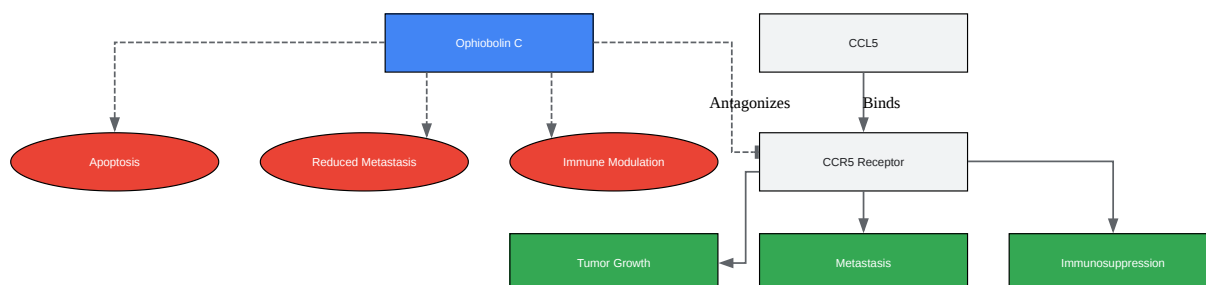 Ophiobolin C
CCL5
Antagonizes
Binds
Apoptosis
Reduced Metastasis
Immune Modulation
CCR5 Receptor
Tumor Growth
Metastasis
Immunosuppression